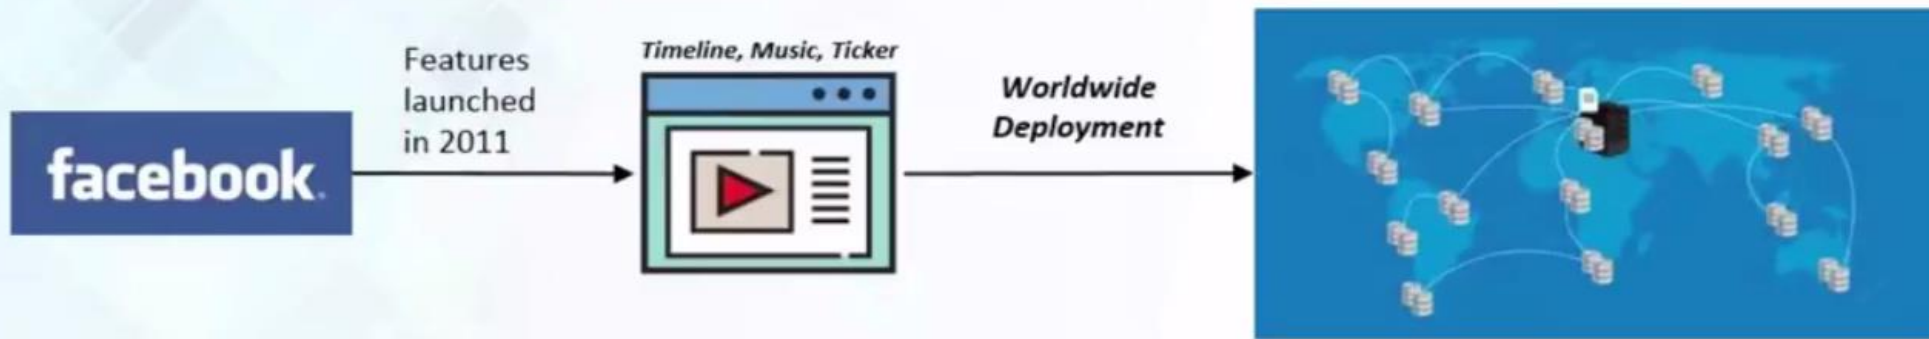 facebook
Features
launched
in 2011
Timeline, Music, Ticker
Worldwide
Deployment